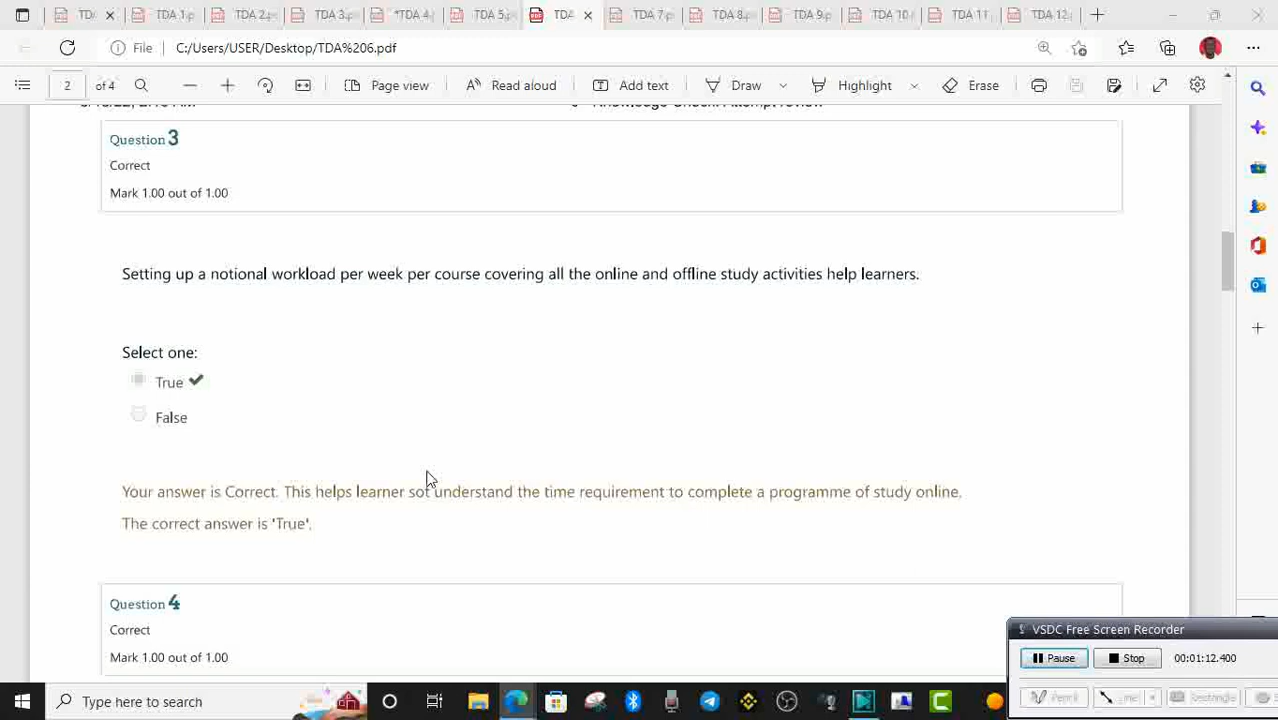 TD/
TDA 1.p
TDA 2.p
TDA 3.p
*TDA 4.
TDA 5.p
TD/
TDA 7.p
TDA 8.p
TDA 9.p
TDA 10
TDA 11
TDA 12.
File
C:/Users/USER/Desktop/TDA%206.pdf
2
of 4
Page view
Read aloud
Add text
Draw
Highlight
Erase
Question 3
Correct
Mark 1.00 out of 1.00
Setting up a notional workload per week per course covering all the online and offline study activities help learners.
Select one:
True
False
Your answer is Correct. This helps learner sot understand the time requirement to complete a programme of study online.
The correct answer is 'True'.
Question 4
Correct
Mark 1.00 out of 1.00
VSDC Free Screen Recorder
Pause
Stop
00:01:12.400
Pencil
Line
Rectangle
Type here to search